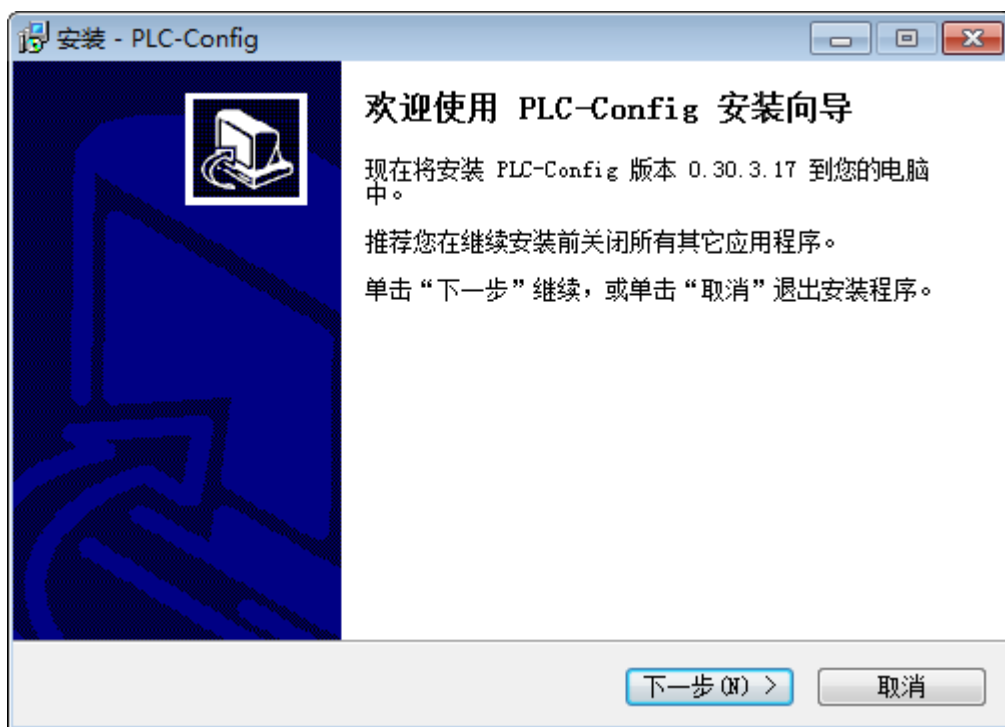 安装 - PLC-Config
欢迎使用 PLC-Config 安装向导
现在将安装 PLC-Config 版本 0.30.3.17 到您的电脑
中。
推荐您在继续安装前关闭所有其它应用程序。
单击“下一步”继续，或单击“取消”退出安装程序。
下一步(N) >
取消